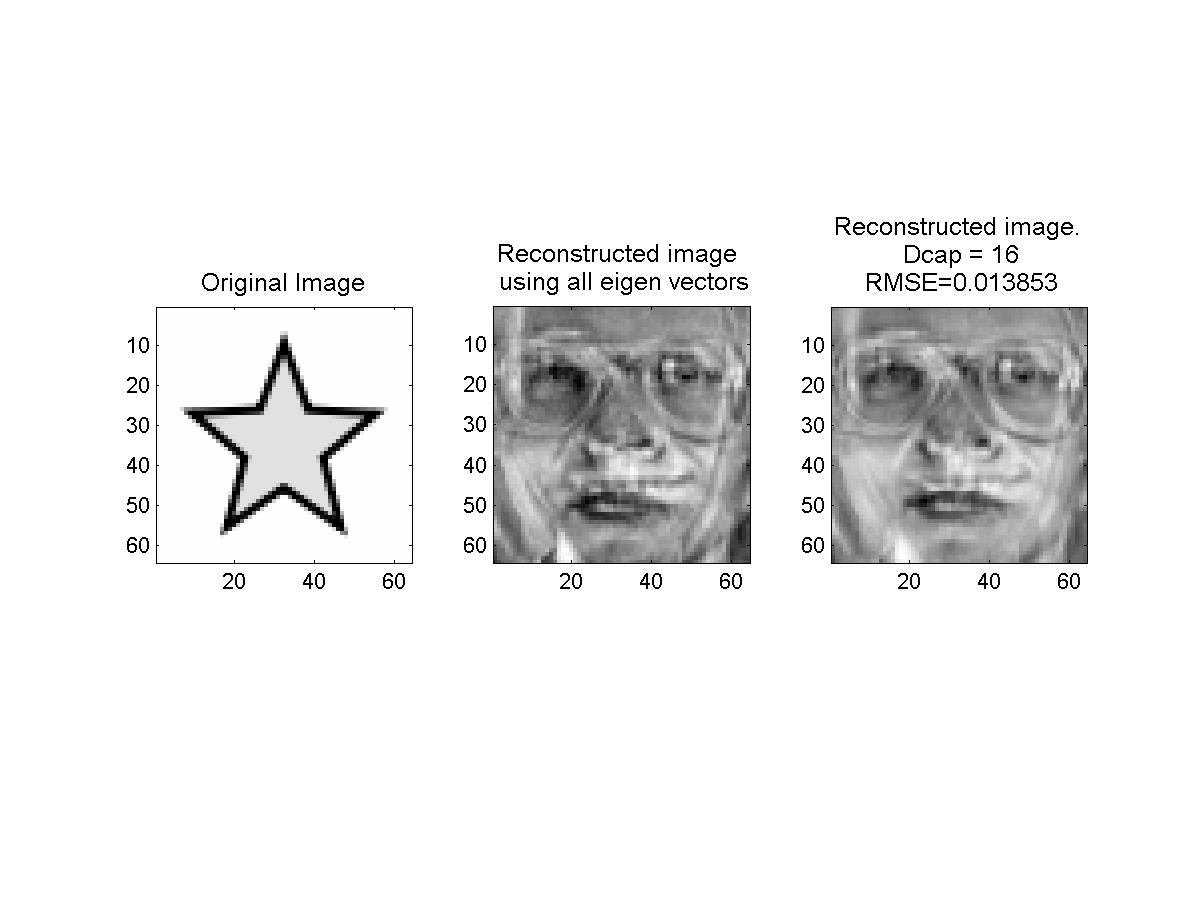 Original Image
10
20
30
40
50
60
20 40 60
Reconstructed image
using all eigen vectors
10
20
30
40
50
60
20 40 60
Reconstructed image.
Dcap = 16
RMSE=0.013853
10
20
30
40
50
60
20 40 60